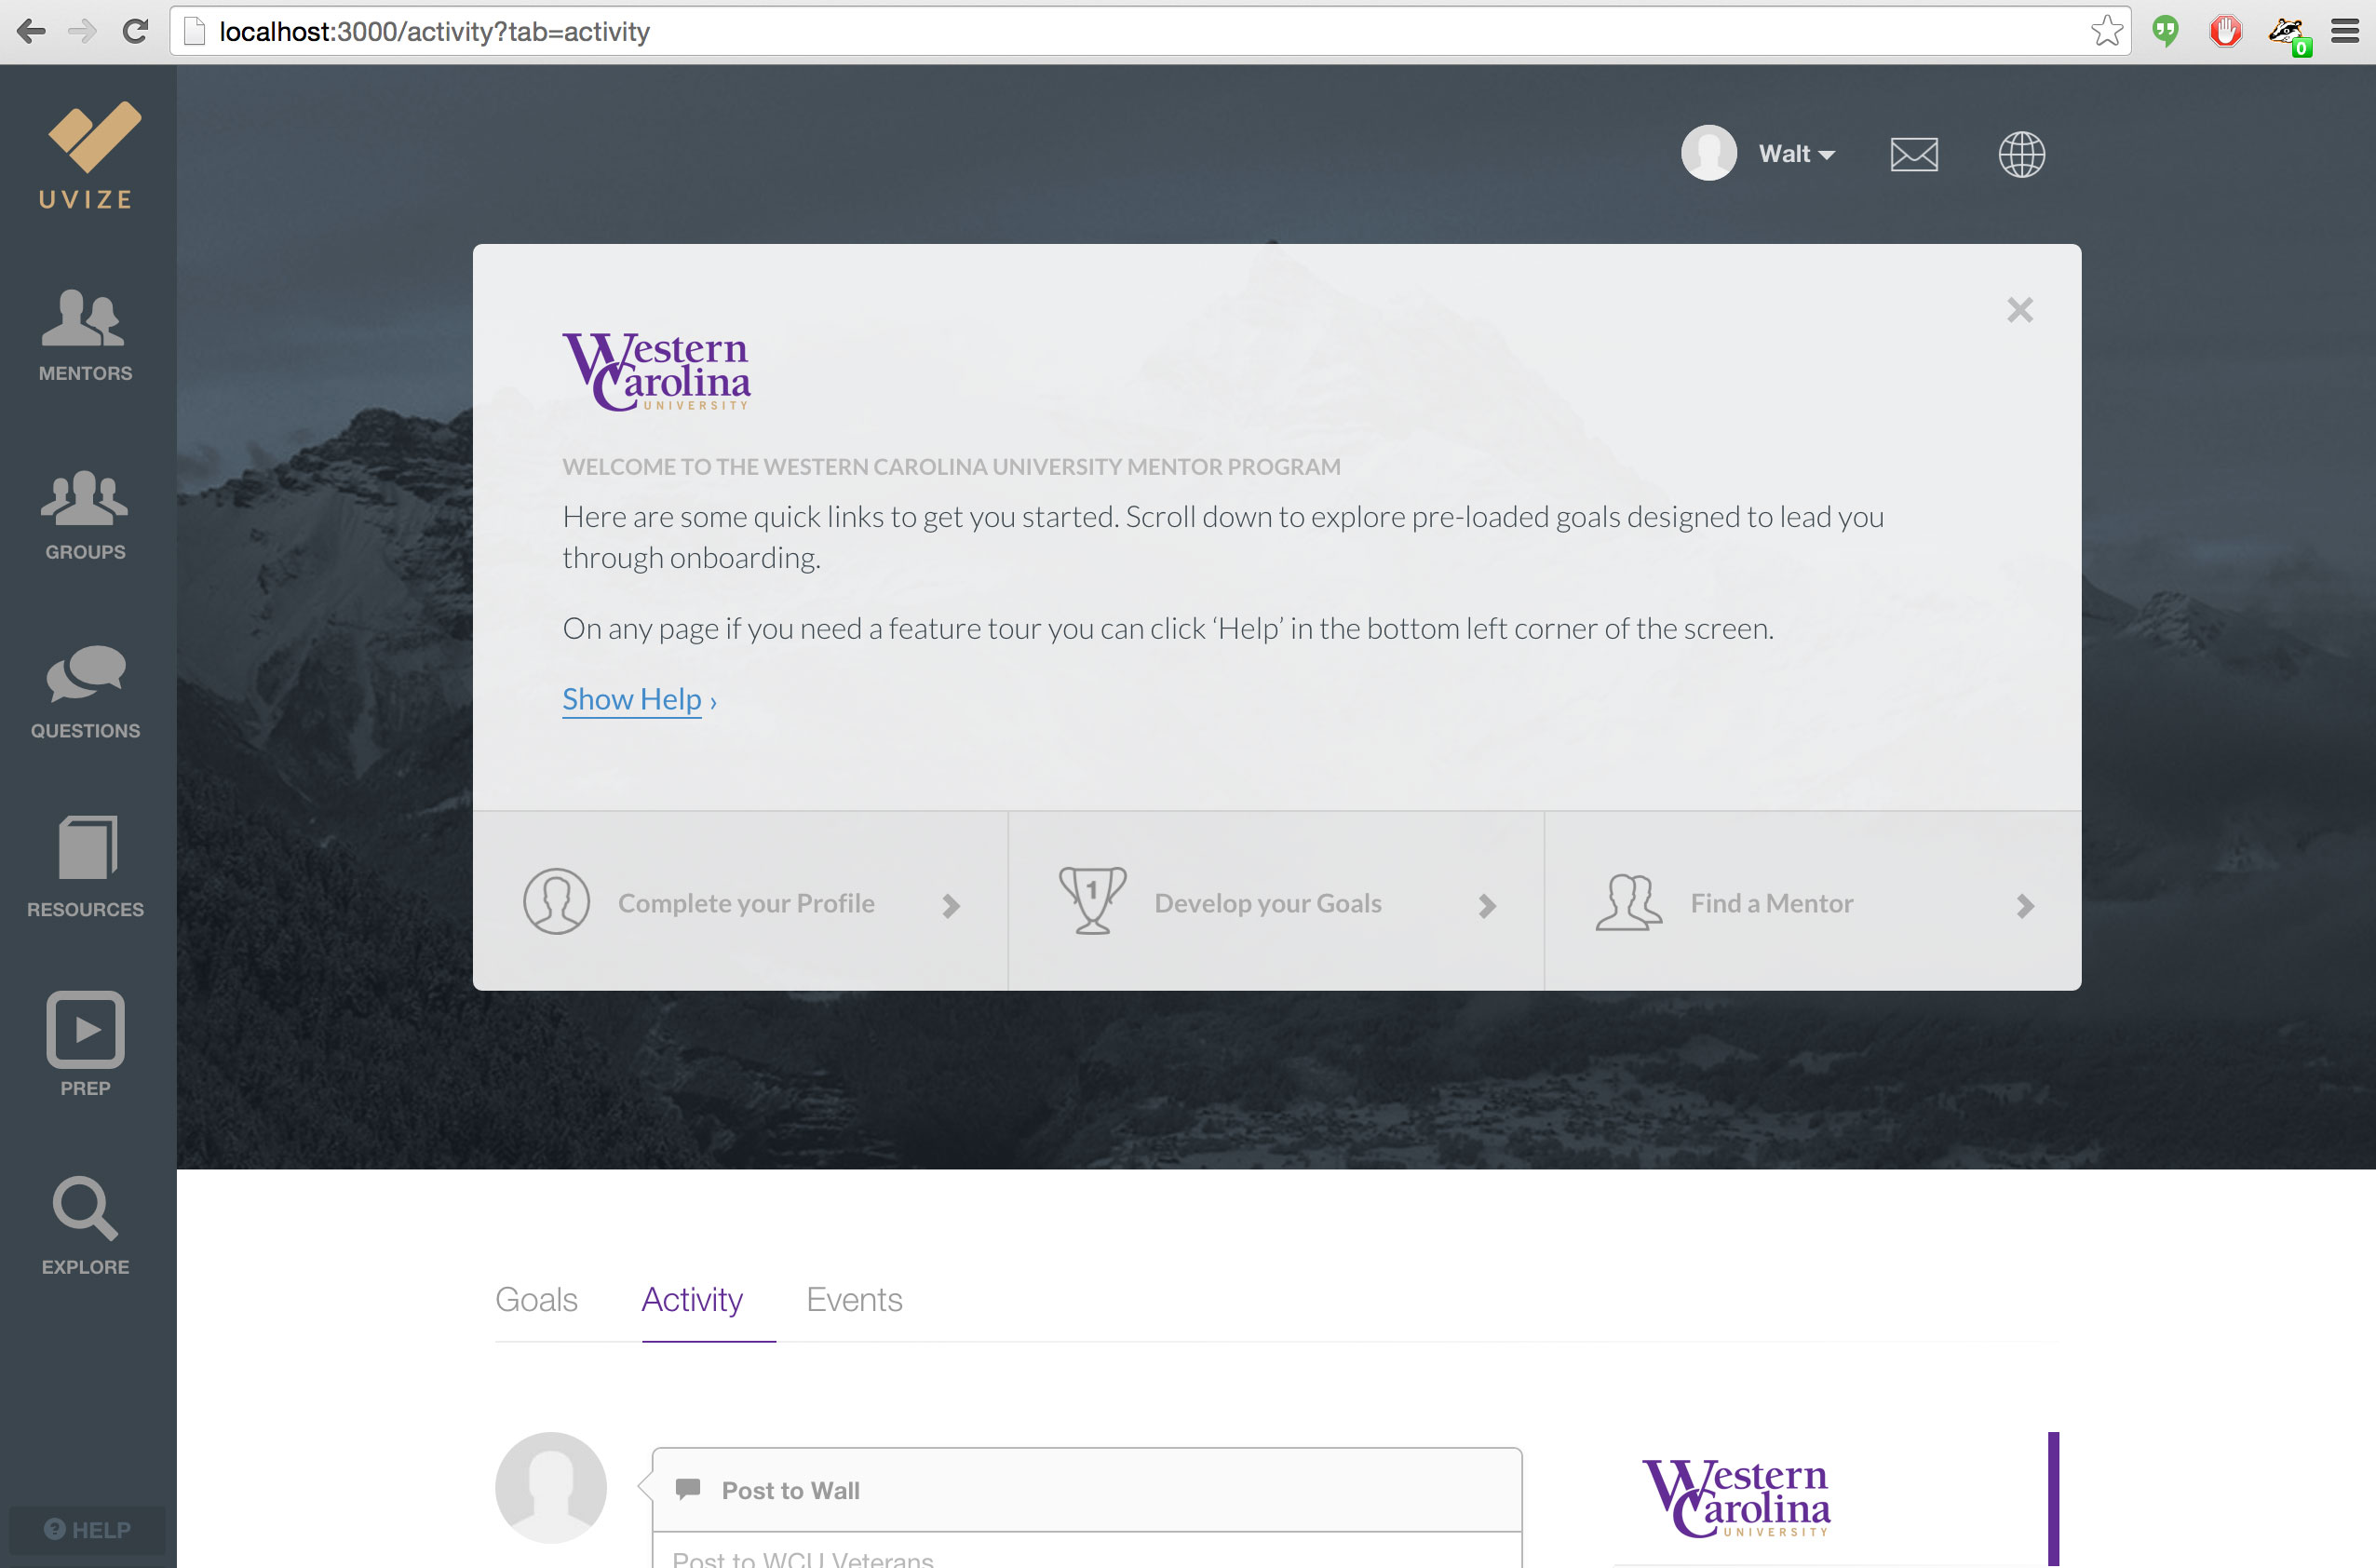 localhost:3000/activity?tab=activity
0
UVIZE
Walt
MENTORS
GROUPS
QUESTIONS
RESOURCES
PREP
EXPLORE
HELP
Western
Carolina
UNIVERSITY
WELCOME TO THE WESTERN CAROLINA UNIVERSITY MENTOR PROGRAM
Here are some quick links to get you started. Scroll down to explore pre-loaded goals designed to lead you
through onboarding.
On any page if you need a feature tour you can click ‘Help’ in the bottom left corner of the screen.
Show Help ›
Complete your Profile
1
Develop your Goals
Find a Mentor
Goals
Activity
Events
Post to Wall
Post to WCU Veterans
Western
Carolina
UNIVERSITY